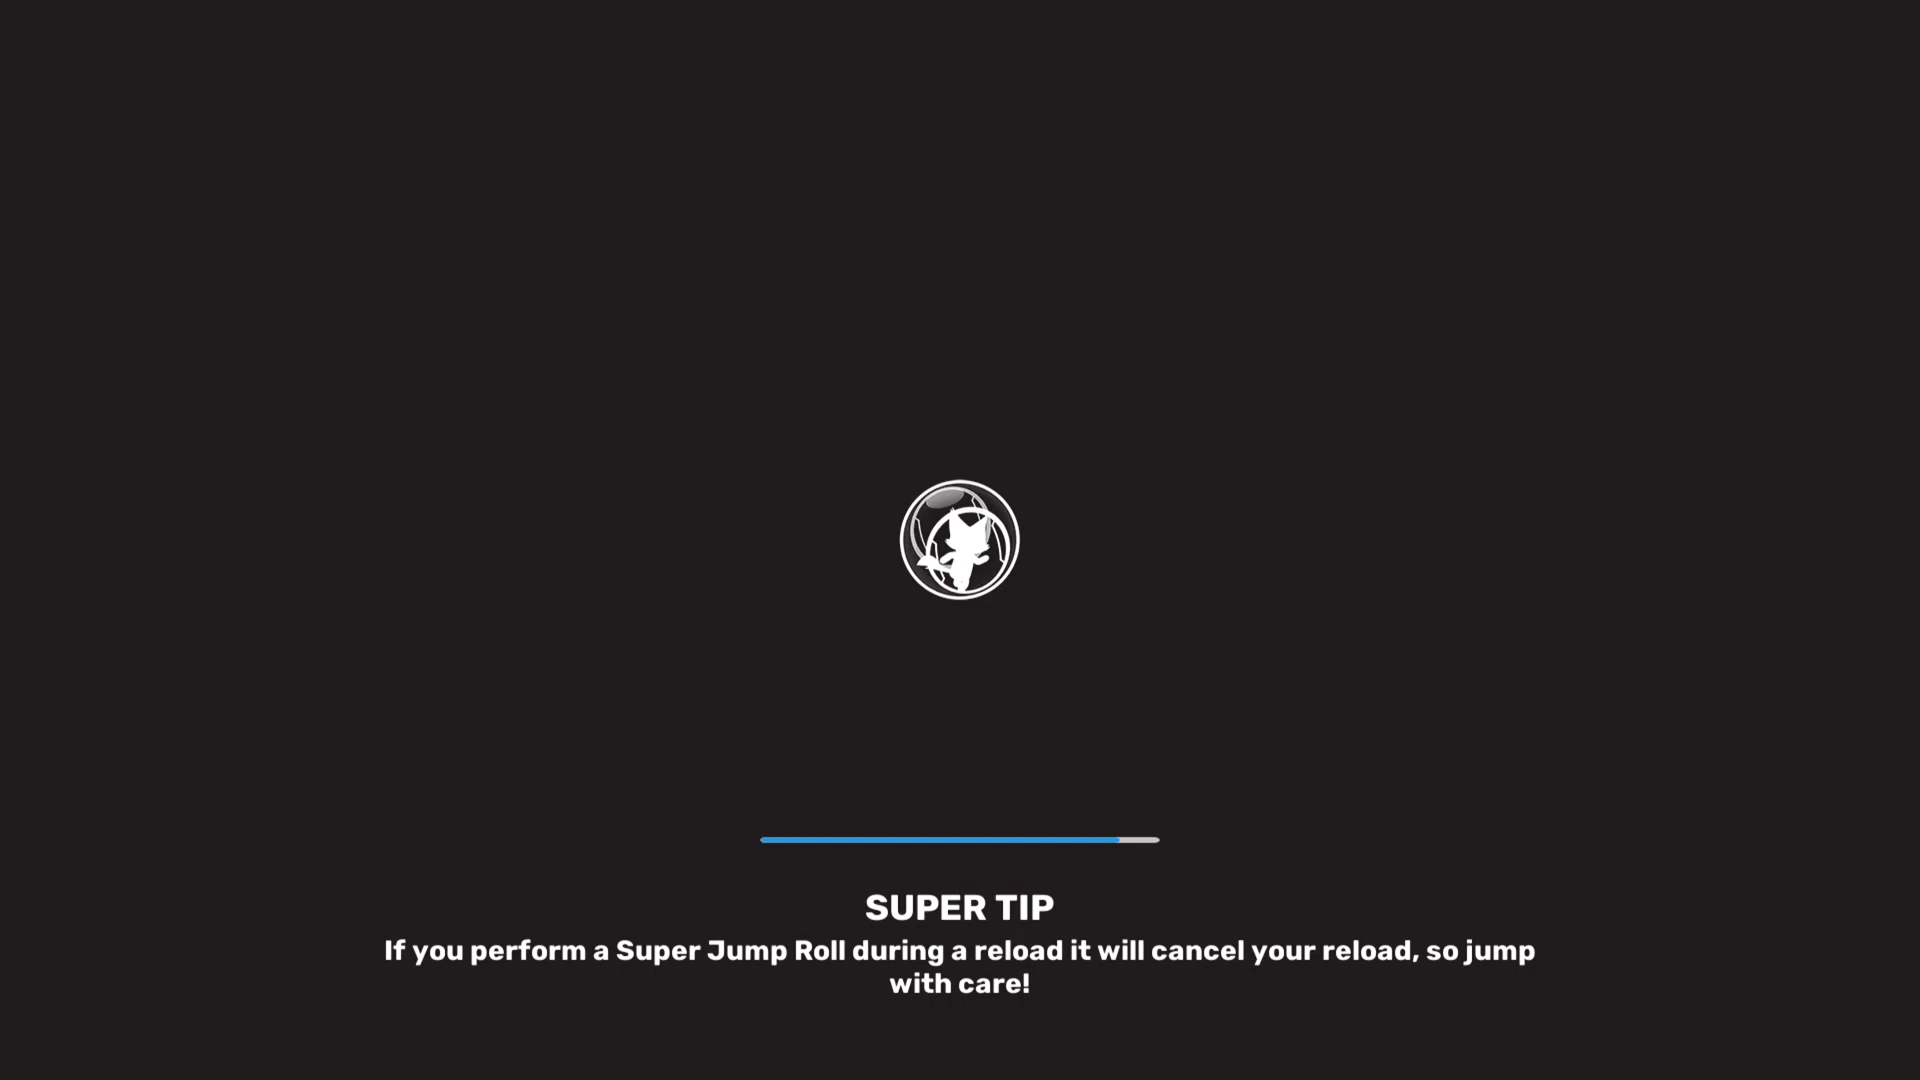 SUPER TIP
If you perform a Super Jump Roll during a reload it will cancel your reload, so jump
with care!